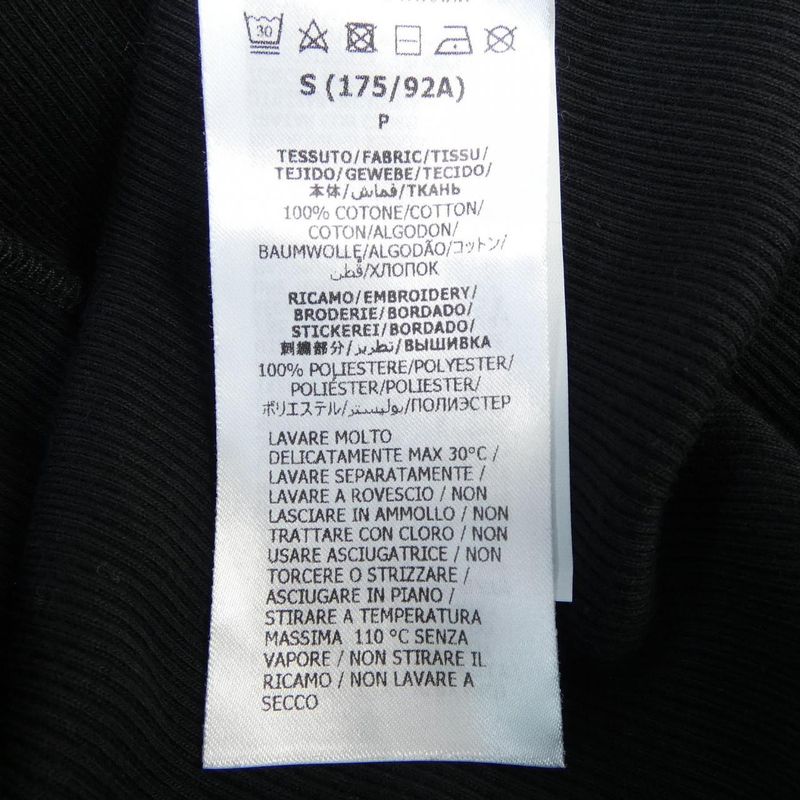 30
S (175/92A)
P
TESSUTO/FABRIC/TISSU/
TEJIDO/GEWEBE/TECIDO/
本体/قماش/ТКАНЬ
100% COTONE/COTTON/
COTON/ALGODON/
BAUMWOLLE/ALGODÃO/コットン/
قطن/ХЛОПОК
RICAMO/EMBROIDERY/
BRODERIE/BORDADO/
STICKEREI/BORDADO/
刺繍部分/تطريز/ВЫШИВКА
100% POLIESTERE/POLYESTER/
POLIÉSTER/POLIESTER/
ポリエステル/بوليستر/ПОЛИЭСТЕР
LAVARE MOLTO
DELICATAMENTE MAX 30°C /
LAVARE SEPARATAMENTE /
LAVARE A ROVESCIO / NON
LASCIARE IN AMMOLLO / NON
TRATTARE CON CLORO / NON
USARE ASCIUGATRICE / NON
TORCERE O STRIZZARE /
ASCIUGARE IN PIANO /
STIRARE A TEMPERATURA
MASSIMA 110 °C SENZA
VAPORE / NON STIRARE IL
RICAMO / NON LAVARE A
SECCO